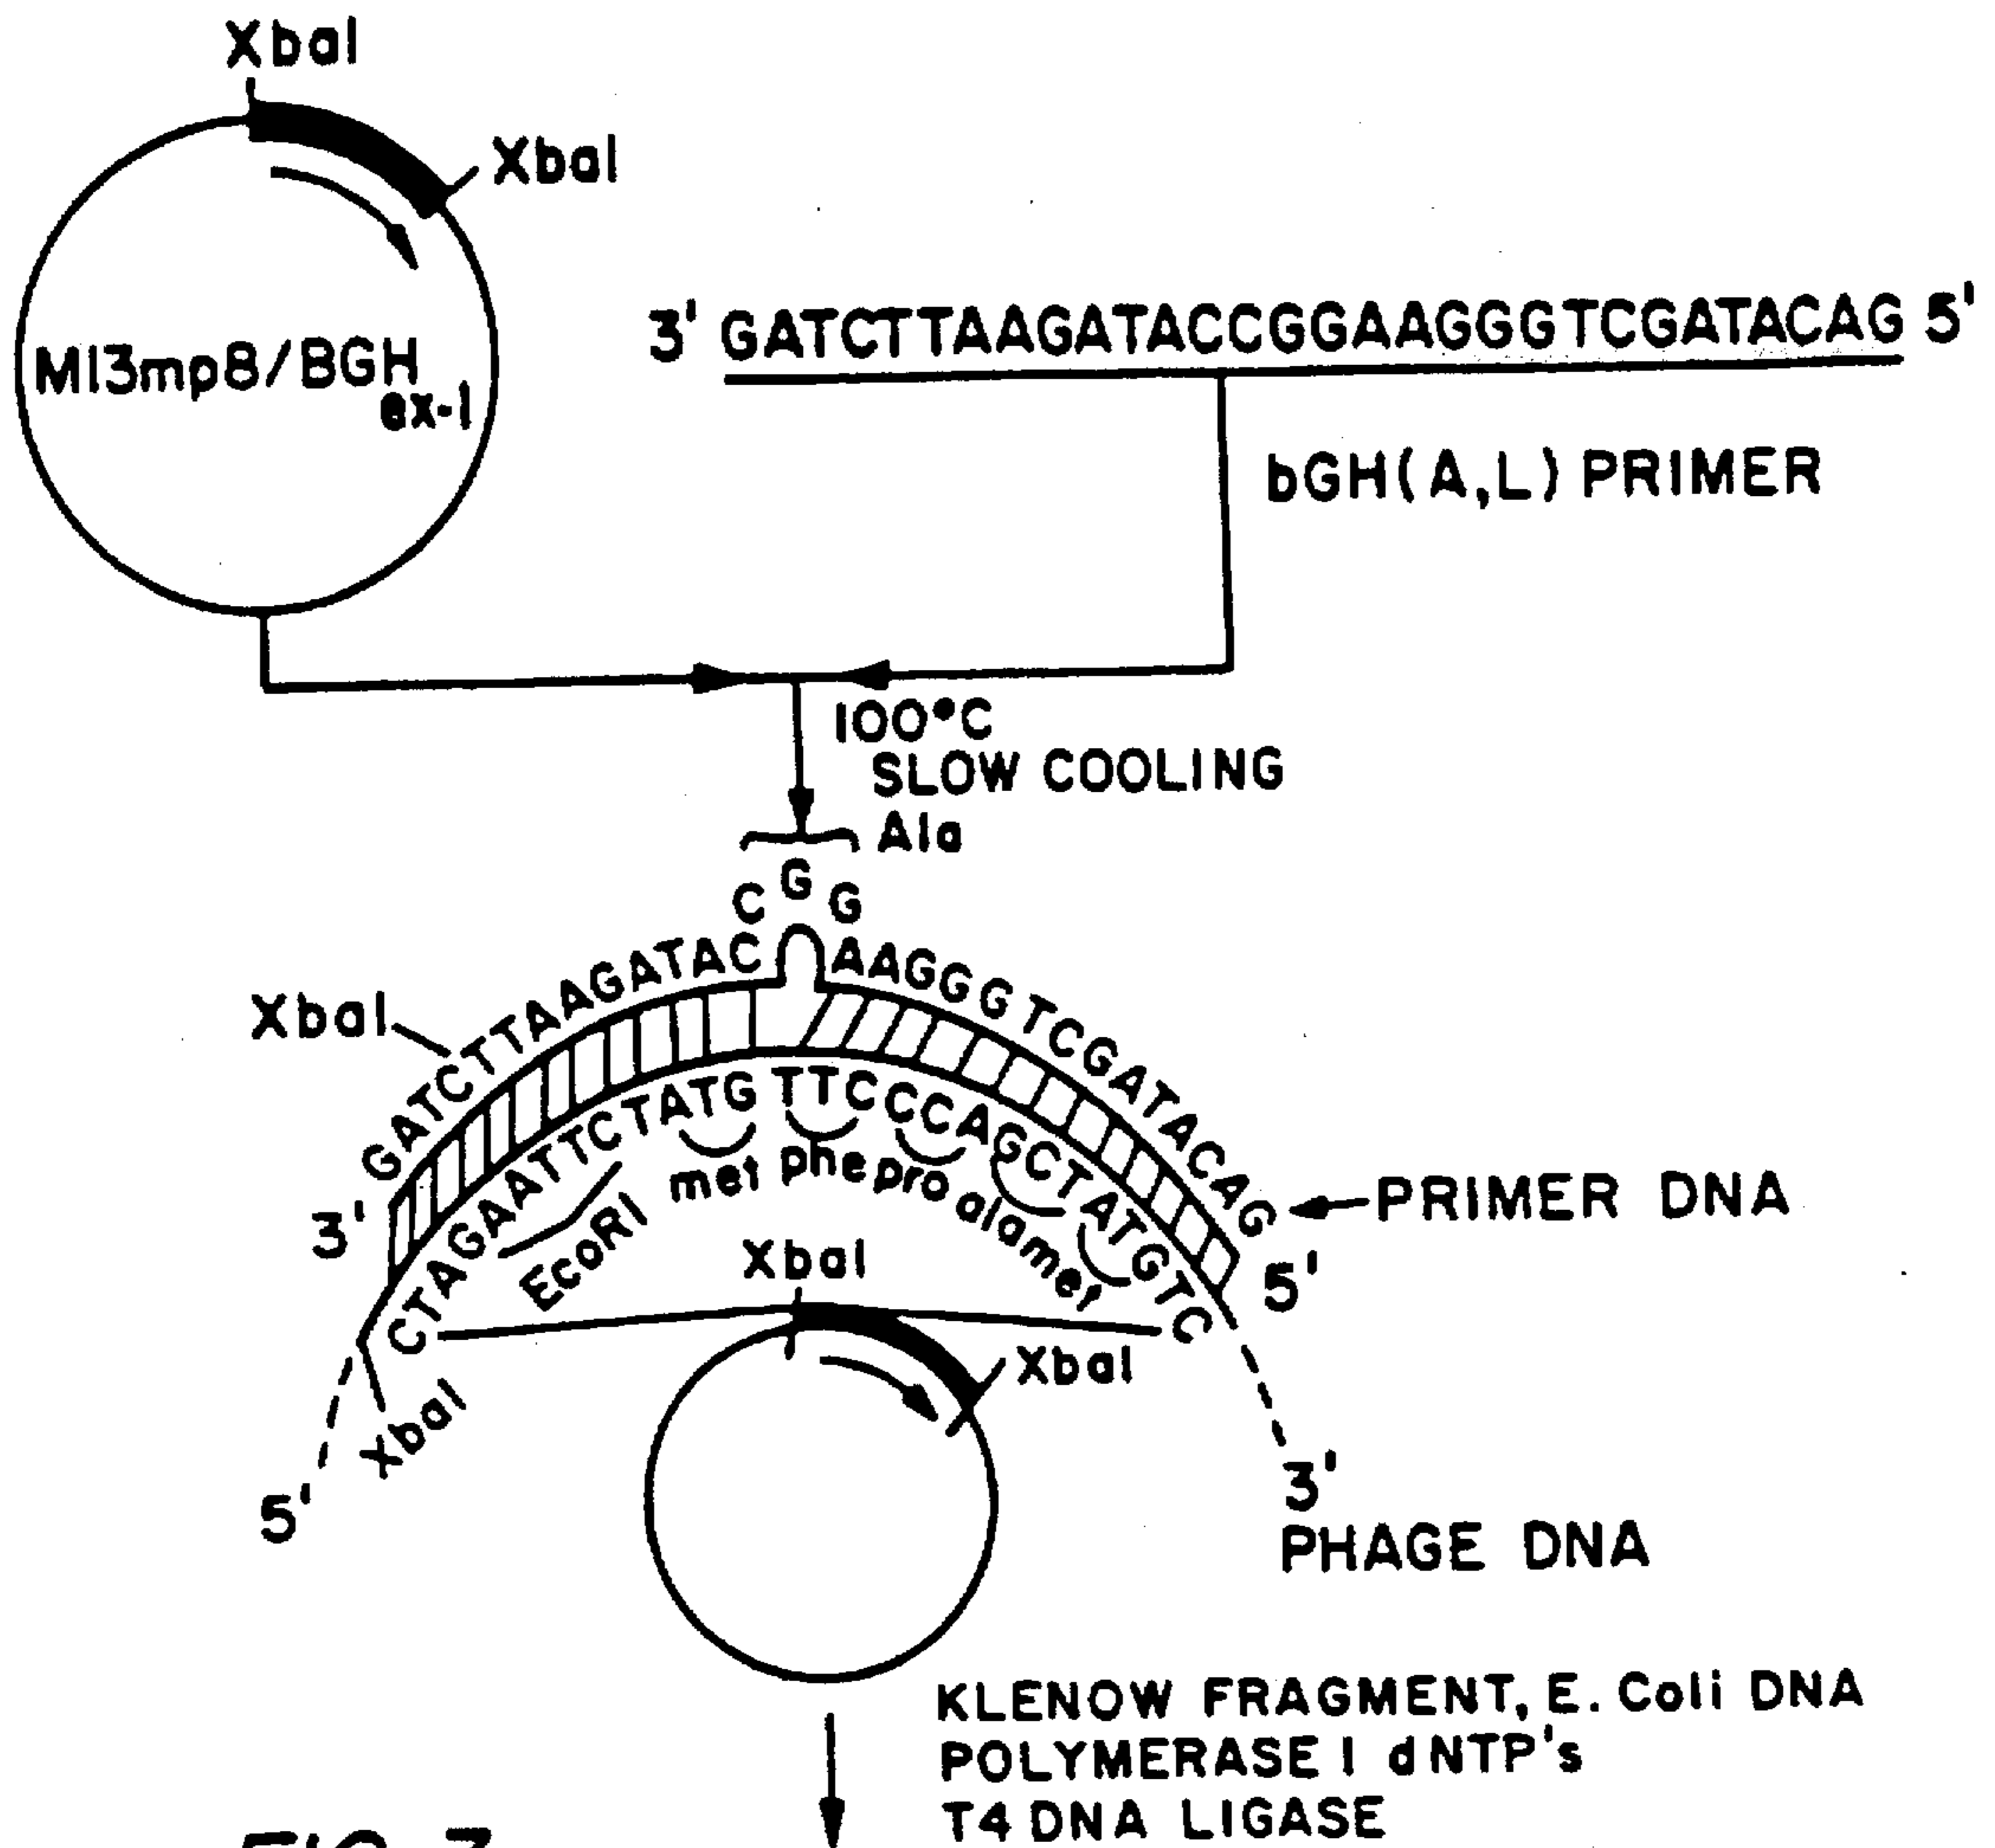 XbaI
XbaI
M13mp8/BGH
ex-1
3' GATCTTAAGATACCGGAAGGGTCGATACAG 5'
bGH(A,L) PRIMER
100°C
SLOW COOLING
Ala
C G G
XbaI
3' GATCTTAAGATAC AAGGGTCGATACAG 5'
PRIMER DNA
CTAGAATTCTATG TTCCCAGCTATGTC
EcoRI met phe pro ala met
XbaI
XbaI
XbaI
5'
3'
PHAGE DNA
KLENOW FRAGMENT, E. Coli DNA
POLYMERASE I dNTP's
T4 DNA LIGASE